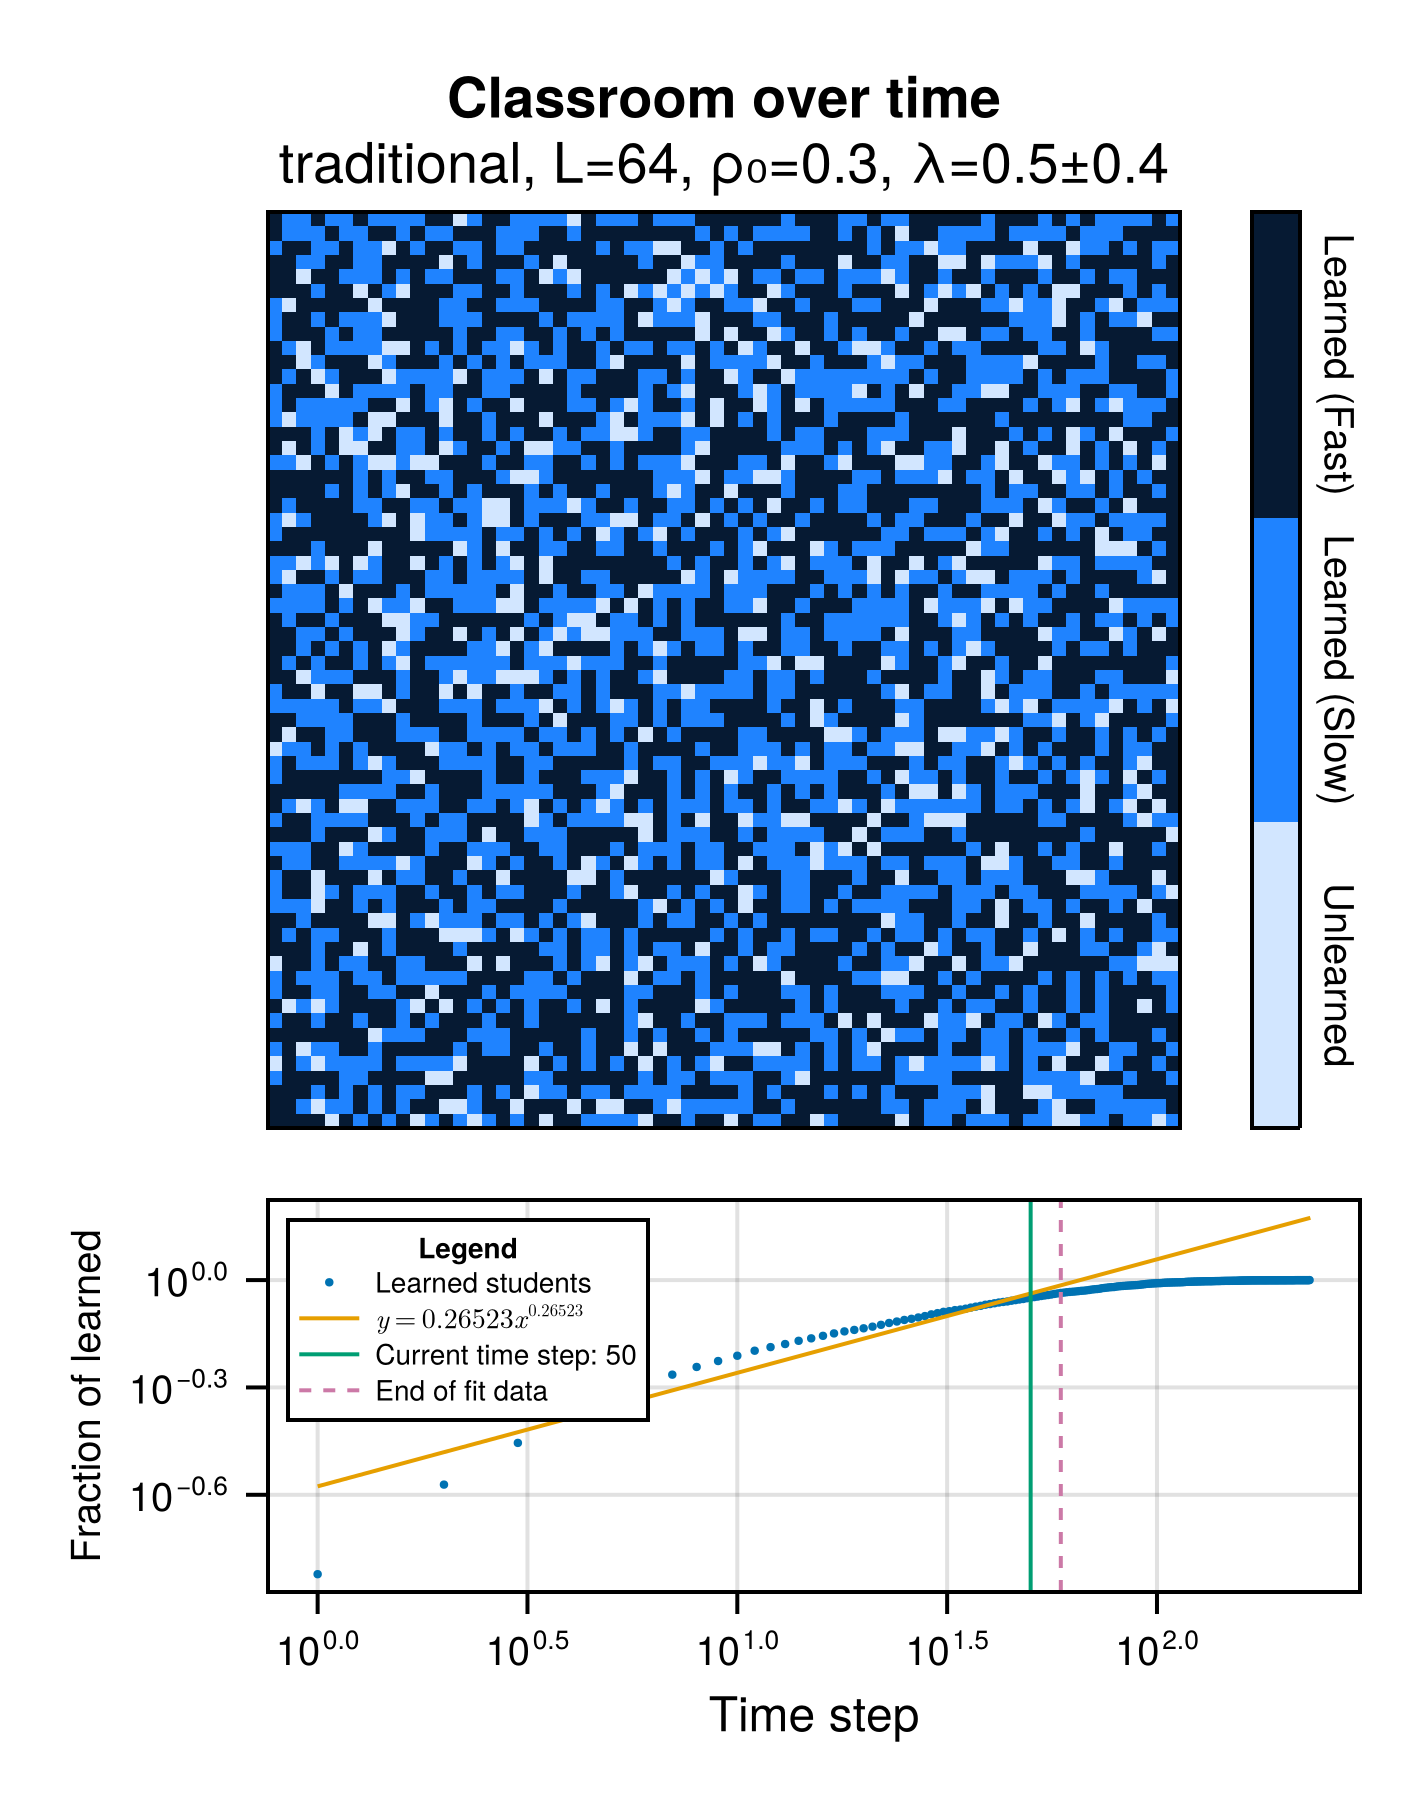 Classroom over time
traditional, L=64, ρ₀=0.3, λ=0.5±0.4
Learned (Fast)
Learned (Slow)
Unlearned
Fraction of learned
10^0.0
10^−0.3
10^−0.6
Legend
Learned students
y = 0.26523x^0.26523
Current time step: 50
End of fit data
10^0.0 10^0.5 10^1.0 10^1.5 10^2.0
Time step